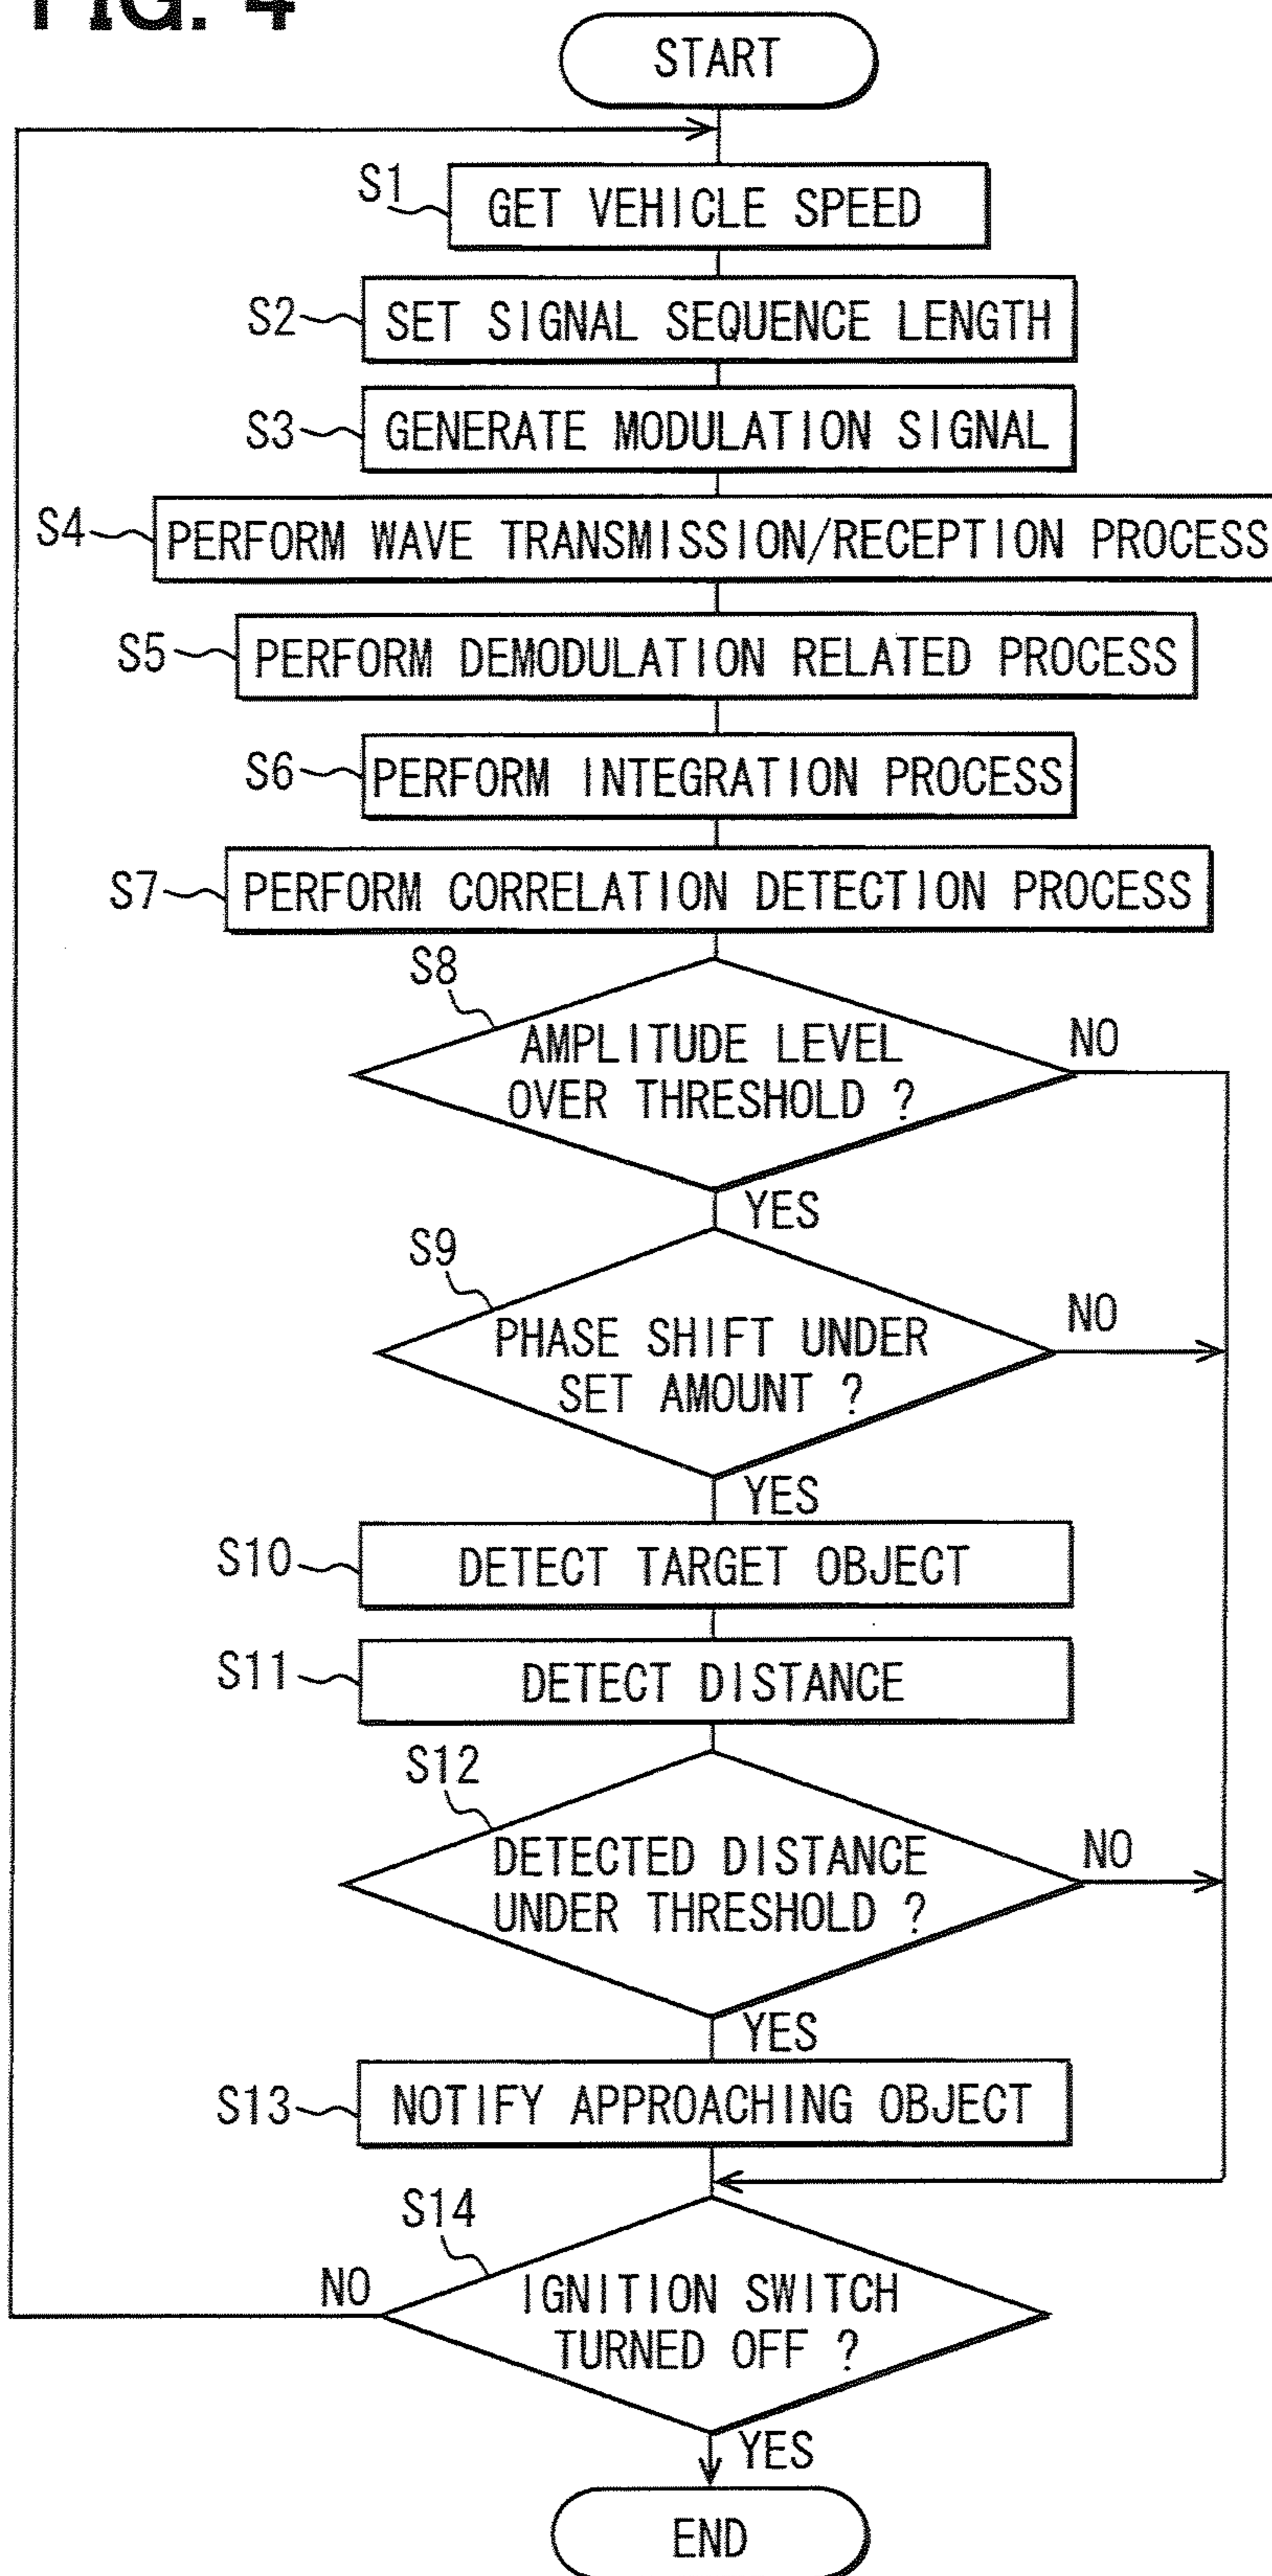 FIG. 4
START
S1
GET VEHICLE SPEED
S2
SET SIGNAL SEQUENCE LENGTH
S3
GENERATE MODULATION SIGNAL
S4
PERFORM WAVE TRANSMISSION/RECEPTION PROCESS
S5
PERFORM DEMODULATION RELATED PROCESS
S6
PERFORM INTEGRATION PROCESS
S7
PERFORM CORRELATION DETECTION PROCESS
S8
AMPLITUDE LEVEL
OVER THRESHOLD ?
NO
YES
S9
PHASE SHIFT UNDER
SET AMOUNT ?
NO
YES
S10
DETECT TARGET OBJECT
S11
DETECT DISTANCE
S12
DETECTED DISTANCE
UNDER THRESHOLD ?
NO
YES
S13
NOTIFY APPROACHING OBJECT
S14
IGNITION SWITCH
TURNED OFF ?
NO
YES
END